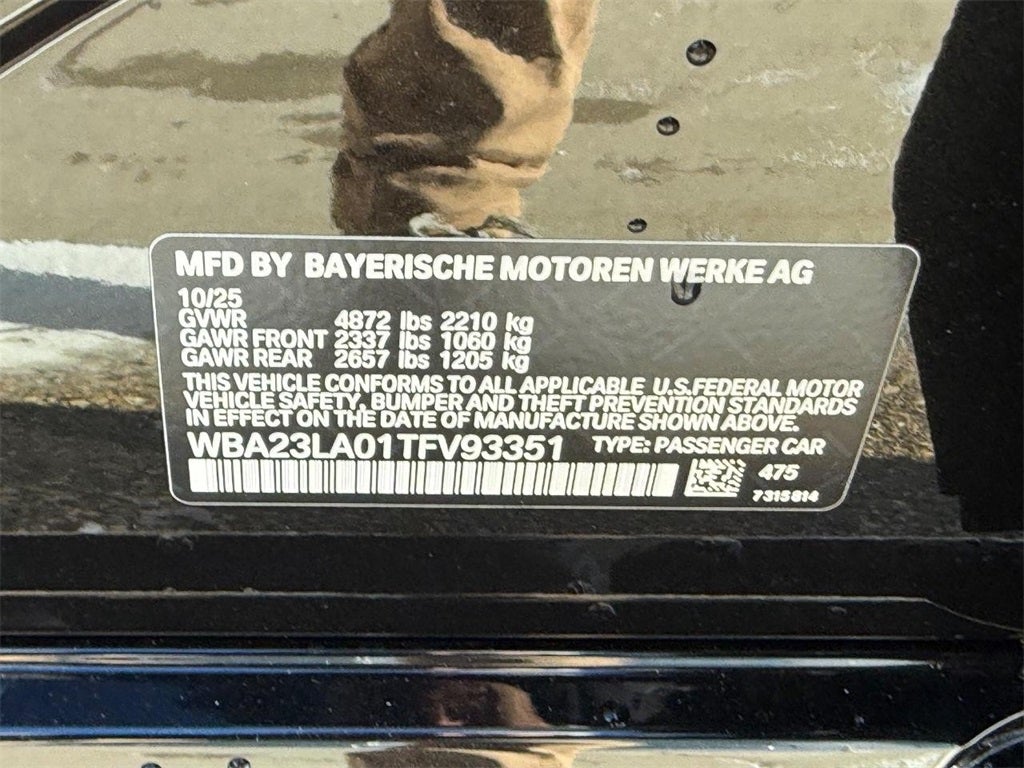 MFD BY BAYERISCHE MOTOREN WERKE AG
10/25
GVWR 4872 lbs 2210 kg
GAWR FRONT 2337 lbs 1060 kg
GAWR REAR 2657 lbs 1205 kg
THIS VEHICLE CONFORMS TO ALL APPLICABLE U.S.FEDERAL MOTOR
VEHICLE SAFETY, BUMPER AND THEFT PREVENTION STANDARDS
IN EFFECT ON THE DATE OF MANUFACTURE SHOWN ABOVE.
WBA23LA01TFV93351 TYPE: PASSENGER CAR
475
7315814